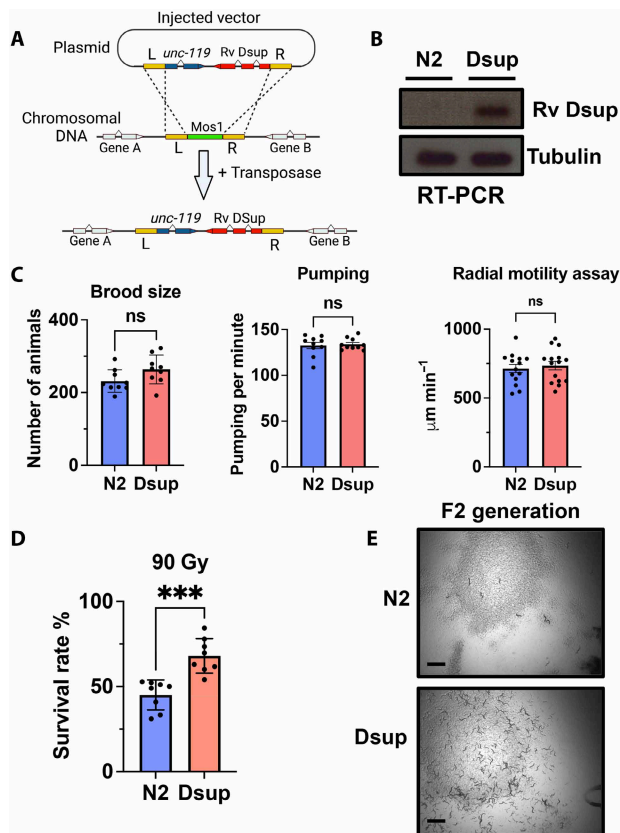 A
Injected vector
Plasmid
L
unc-119
Rv Dsup
R
Chromosomal
DNA
Mos1
Gene A
L
R
Gene B
+ Transposase
unc-119
Rv DSup
Gene A
L
R
Gene B
B
N2 Dsup
Rv Dsup
Tubulin
RT-PCR
C
Brood size
ns
Number of animals
400
200
0
N2 Dsup
Pumping
ns
Pumping per minute
150
100
50
0
N2 Dsup
Radial motility assay
ns
μm min⁻¹
1000
500
0
N2 Dsup
D
90 Gy
***
Survival rate %
100
50
0
N2 Dsup
E
F2 generation
N2
Dsup